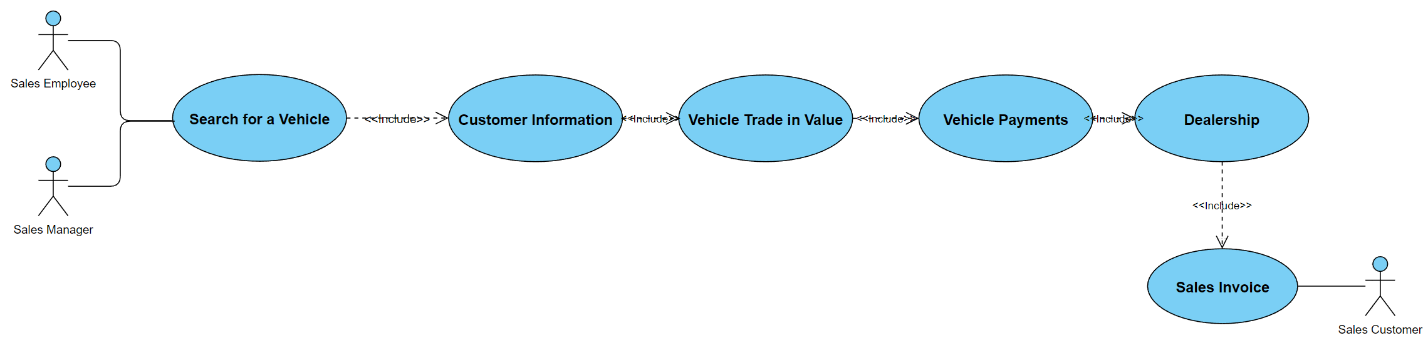 Sales Employee
Search for a Vehicle
<<Include>>
Customer Information
<<Include>>
Vehicle Trade in Value
<<Include>>
Vehicle Payments
<<Include>>
Dealership
Sales Manager
<<Include>>
Sales Invoice
Sales Customer